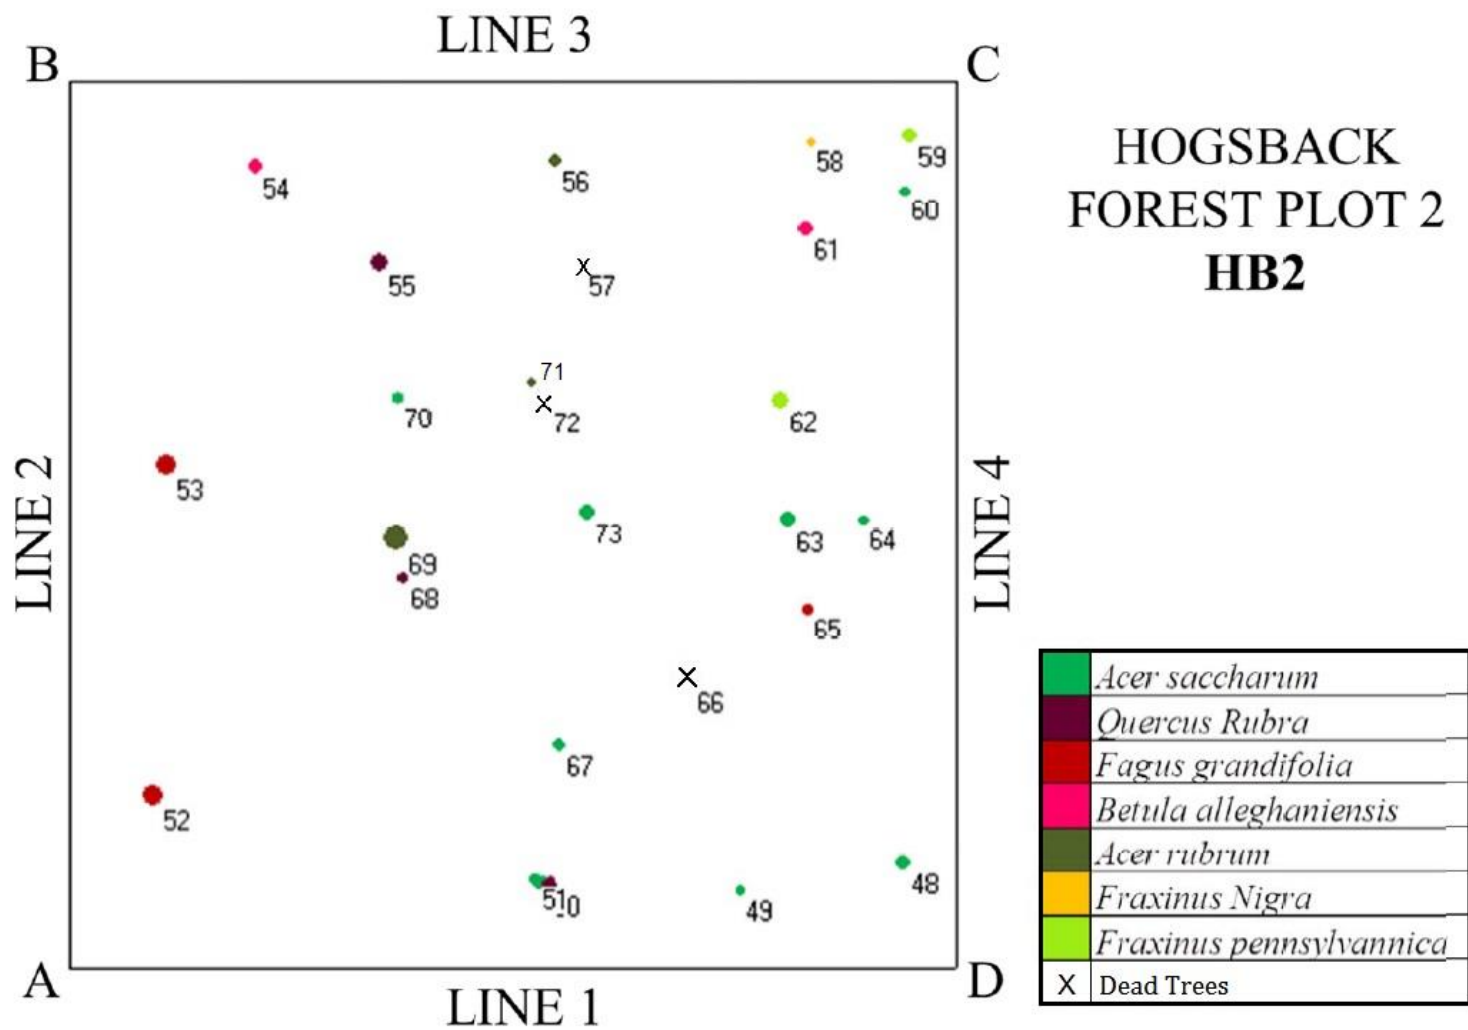 LINE 3
B
C
HOGSBACK
FOREST PLOT 2
HB2
54
56
58
59
60
61
55
57
71
70
72
62
LINE 2
53
73
63
64
LINE 4
69
68
65
66
67
52
51
0
49
48
Acer saccharum
Quercus Rubra
Fagus grandifolia
Betula alleghaniensis
Acer rubrum
Fraxinus Nigra
Fraxinus pennsylvannica
X Dead Trees
A
D
LINE 1